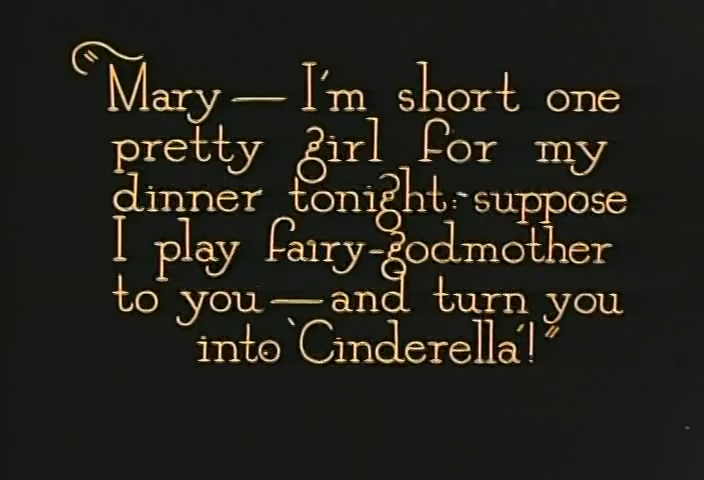 "Mary — I'm short one
pretty girl for my
dinner tonight:-suppose
I play fairy-godmother
to you — and turn you
into 'Cinderella'!"